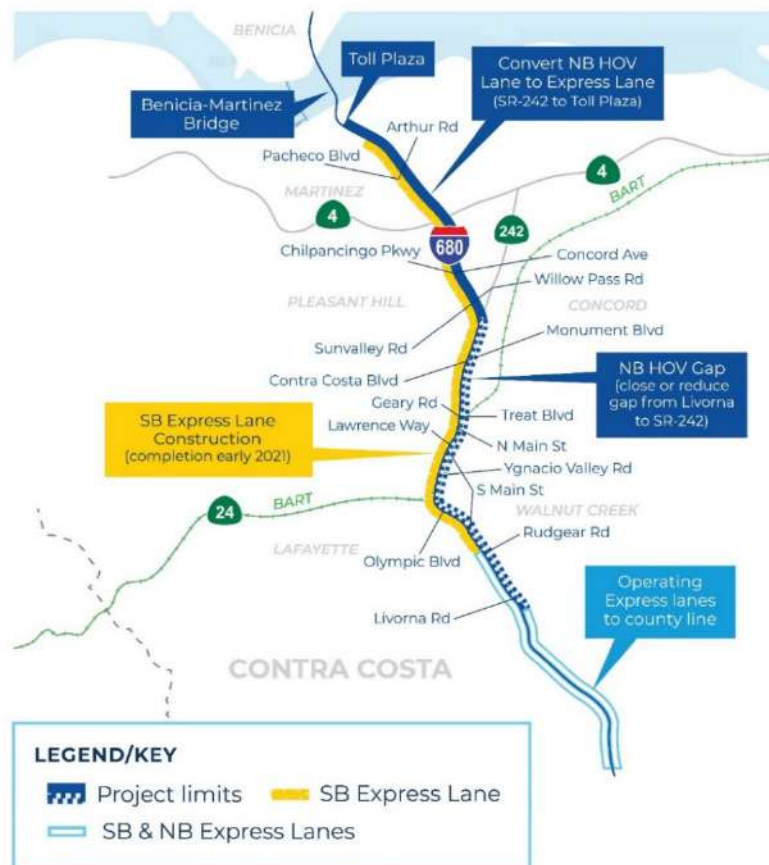 BENICIA
Toll Plaza
Convert NB HOV
Lane to Express Lane
(SR-242 to Toll Plaza)
Benicia-Martinez
Bridge
Arthur Rd
Pacheco Blvd
4
BART
MARTINEZ
4
242
680
Chilpancingo Pkwy
Concord Ave
Willow Pass Rd
PLEASANT HILL
CONCORD
Sunvalley Rd
Monument Blvd
Contra Costa Blvd
NB HOV Gap
(close or reduce
gap from Livorna
to SR-242)
Geary Rd
Treat Blvd
SB Express Lane
Construction
(completion early 2021)
Lawrence Way
N Main St
Ygnacio Valley Rd
S Main St
24
BART
WALNUT CREEK
LAFAYETTE
Rudgear Rd
Olympic Blvd
Operating
Express lanes
to county line
Livorna Rd
CONTRA COSTA
LEGEND/KEY
Project limits
SB Express Lane
SB & NB Express Lanes